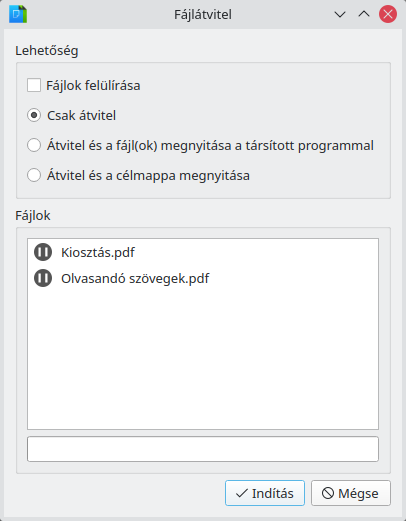 Fájlátvitel
Lehetőség
Fájlok felülírása
Csak átvitel
Átvitel és a fájl(ok) megnyitása a társított programmal
Átvitel és a célmappa megnyitása
Fájlok
Kiosztás.pdf
Olvasandó szövegek.pdf
Indítás
Mégse